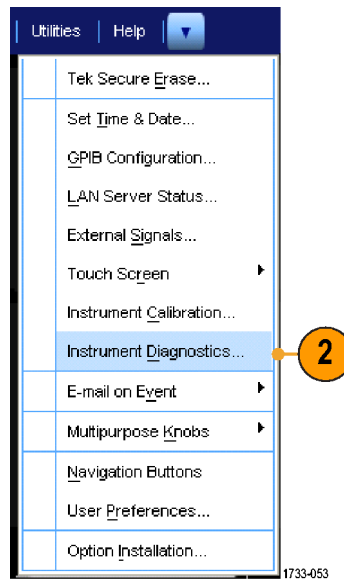 Utilities Help
Tek Secure Erase...
Set Time & Date...
GPIB Configuration...
LAN Server Status...
External Signals...
Touch Screen
Instrument Calibration...
Instrument Diagnostics...
2
E-mail on Event
Multipurpose Knobs
Navigation Buttons
User Preferences...
Option Installation...
1733-053